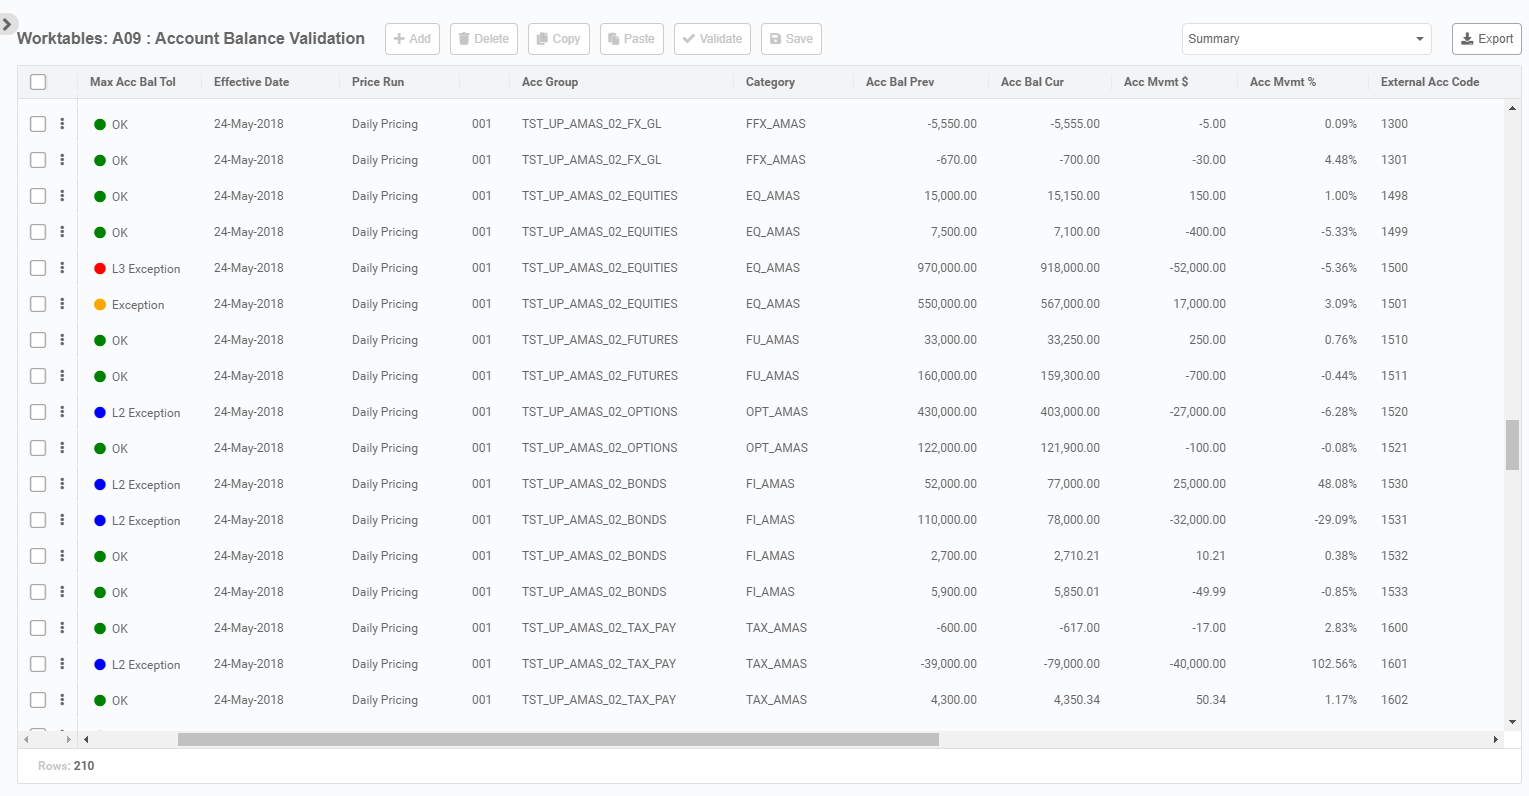 Worktables: A09 : Account Balance Validation Add Delete Copy Paste Validate Save Summary Export
Max Acc Bal Tol Effective Date Price Run Acc Group Category Acc Bal Prev Acc Bal Cur Acc Mvmt $ Acc Mvmt % External Acc Code
OK 24-May-2018 Daily Pricing 001 TST_UP_AMAS_02_FX_GL FFX_AMAS -5,550.00 -5,555.00 -5.00 0.09% 1300
OK 24-May-2018 Daily Pricing 001 TST_UP_AMAS_02_FX_GL FFX_AMAS -670.00 -700.00 -30.00 4.48% 1301
OK 24-May-2018 Daily Pricing 001 TST_UP_AMAS_02_EQUITIES EQ_AMAS 15,000.00 15,150.00 150.00 1.00% 1498
OK 24-May-2018 Daily Pricing 001 TST_UP_AMAS_02_EQUITIES EQ_AMAS 7,500.00 7,100.00 -400.00 -5.33% 1499
L3 Exception 24-May-2018 Daily Pricing 001 TST_UP_AMAS_02_EQUITIES EQ_AMAS 970,000.00 918,000.00 -52,000.00 -5.36% 1500
Exception 24-May-2018 Daily Pricing 001 TST_UP_AMAS_02_EQUITIES EQ_AMAS 550,000.00 567,000.00 17,000.00 3.09% 1501
OK 24-May-2018 Daily Pricing 001 TST_UP_AMAS_02_FUTURES FU_AMAS 33,000.00 33,250.00 250.00 0.76% 1510
OK 24-May-2018 Daily Pricing 001 TST_UP_AMAS_02_FUTURES FU_AMAS 160,000.00 159,300.00 -700.00 -0.44% 1511
L2 Exception 24-May-2018 Daily Pricing 001 TST_UP_AMAS_02_OPTIONS OPT_AMAS 430,000.00 403,000.00 -27,000.00 -6.28% 1520
OK 24-May-2018 Daily Pricing 001 TST_UP_AMAS_02_OPTIONS OPT_AMAS 122,000.00 121,900.00 -100.00 -0.08% 1521
L2 Exception 24-May-2018 Daily Pricing 001 TST_UP_AMAS_02_BONDS FI_AMAS 52,000.00 77,000.00 25,000.00 48.08% 1530
L2 Exception 24-May-2018 Daily Pricing 001 TST_UP_AMAS_02_BONDS FI_AMAS 110,000.00 78,000.00 -32,000.00 -29.09% 1531
OK 24-May-2018 Daily Pricing 001 TST_UP_AMAS_02_BONDS FI_AMAS 2,700.00 2,710.21 10.21 0.38% 1532
OK 24-May-2018 Daily Pricing 001 TST_UP_AMAS_02_BONDS FI_AMAS 5,900.00 5,850.01 -49.99 -0.85% 1533
OK 24-May-2018 Daily Pricing 001 TST_UP_AMAS_02_TAX_PAY TAX_AMAS -600.00 -617.00 -17.00 2.83% 1600
L2 Exception 24-May-2018 Daily Pricing 001 TST_UP_AMAS_02_TAX_PAY TAX_AMAS -39,000.00 -79,000.00 -40,000.00 102.56% 1601
OK 24-May-2018 Daily Pricing 001 TST_UP_AMAS_02_TAX_PAY TAX_AMAS 4,300.00 4,350.34 50.34 1.17% 1602
Rows: 210